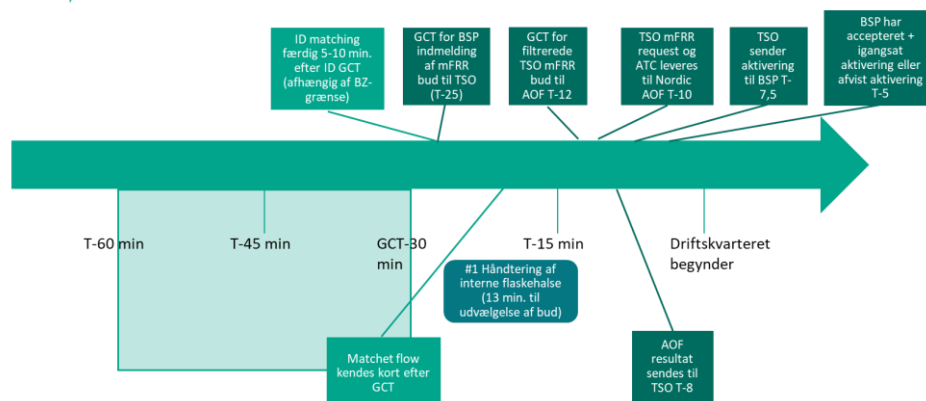 ID matching
færdig 5-10 min.
efter ID GCT
(afhængig af BZ-
grænse)
GCT for BSP
indmelding
af mFRR
bud til TSO
(T-25)
GCT for
filtrerede
TSO mFRR
bud til
AOF T-12
TSO mFRR
request og
ATC leveres
til Nordic
AOF T-10
TSO
sender
aktivering
til BSP T-
7,5
BSP har
accepteret +
igangsat
aktivering eller
afvist aktivering
T-5
T-60 min
T-45 min
GCT-30
min
T-15 min
Driftskvarteret
begynder
#1 Håndtering af
interne flaskehalse
(13 min. til
udvælgelse af bud)
Matchet flow
kendes kort efter
GCT
AOF
resultat
sendes til
TSO T-8